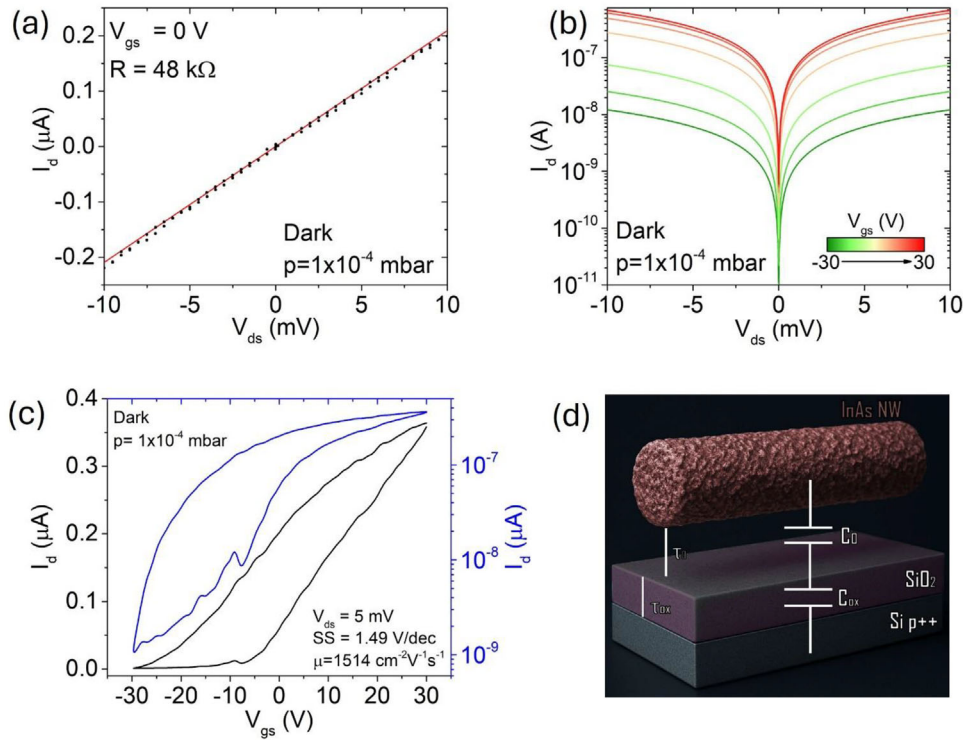 (a)
V_gs = 0 V
R = 48 kΩ
0.2
0.1
0.0
-0.1
-0.2
I_d (µA)
Dark
p=1x10⁻⁴ mbar
-10 -5 0 5 10
V_ds (mV)
(b)
10⁻⁷
10⁻⁸
10⁻⁹
10⁻¹⁰
10⁻¹¹
I_d (A)
Dark
p=1x10⁻⁴ mbar
V_gs (V)
-30 30
-10 -5 0 5 10
V_ds (mV)
(c)
Dark
p= 1x10⁻⁴ mbar
0.4
0.3
0.2
0.1
0.0
I_d (µA)
10⁻⁷
10⁻⁸
10⁻⁹
I_d (µA)
V_ds = 5 mV
SS = 1.49 V/dec
µ=1514 cm⁻²V⁻¹s⁻¹
-30 -20 -10 0 10 20 30
V_gs (V)
(d)
InAs NW
C₀
τ₀
τ_ox
C_ox
SiO₂
Si p++